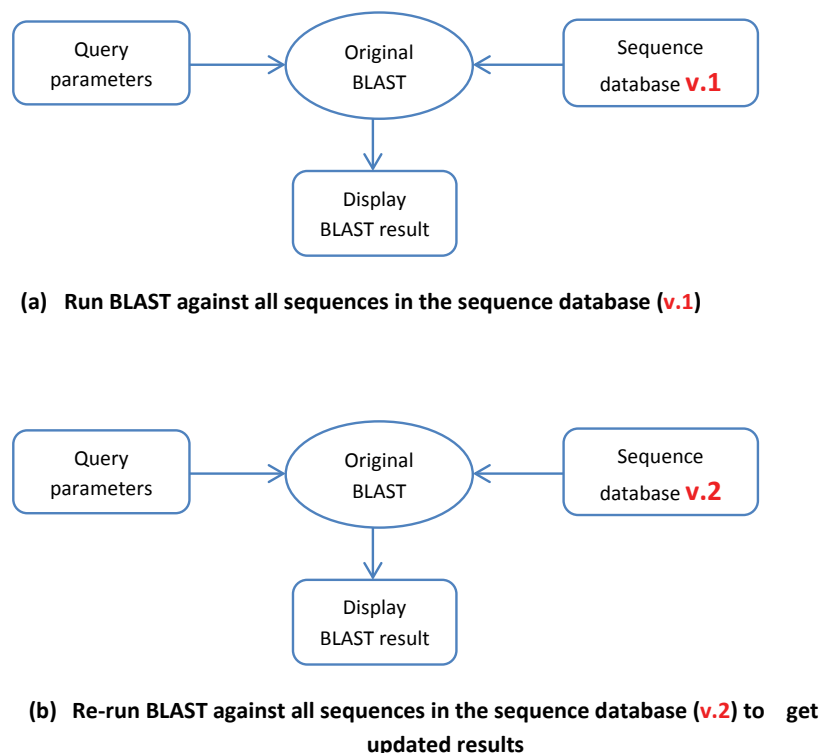 Query
parameters
Original
BLAST
Sequence
database v.1
Display
BLAST result
(a) Run BLAST against all sequences in the sequence database (v.1)
Query
parameters
Original
BLAST
Sequence
database v.2
Display
BLAST result
(b) Re-run BLAST against all sequences in the sequence database (v.2) to get
updated results